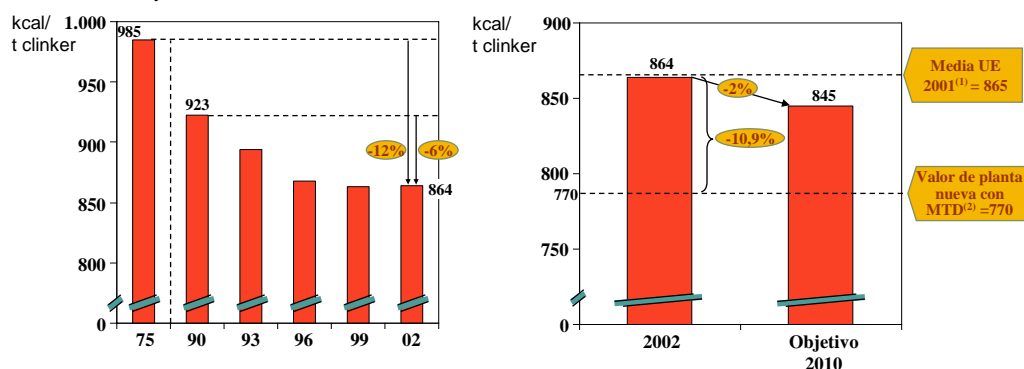 kcal/
t clinker
1.000
950
900
850
800
0
985
923
864
-12%
-6%
75
90
93
96
99
02
kcal/
t clinker
900
850
800
770
750
0
864
845
-2%
-10,9%
2002
Objetivo
2010
Media UE
2001(1) = 865
Valor de planta
nueva con
MTD(2) =770